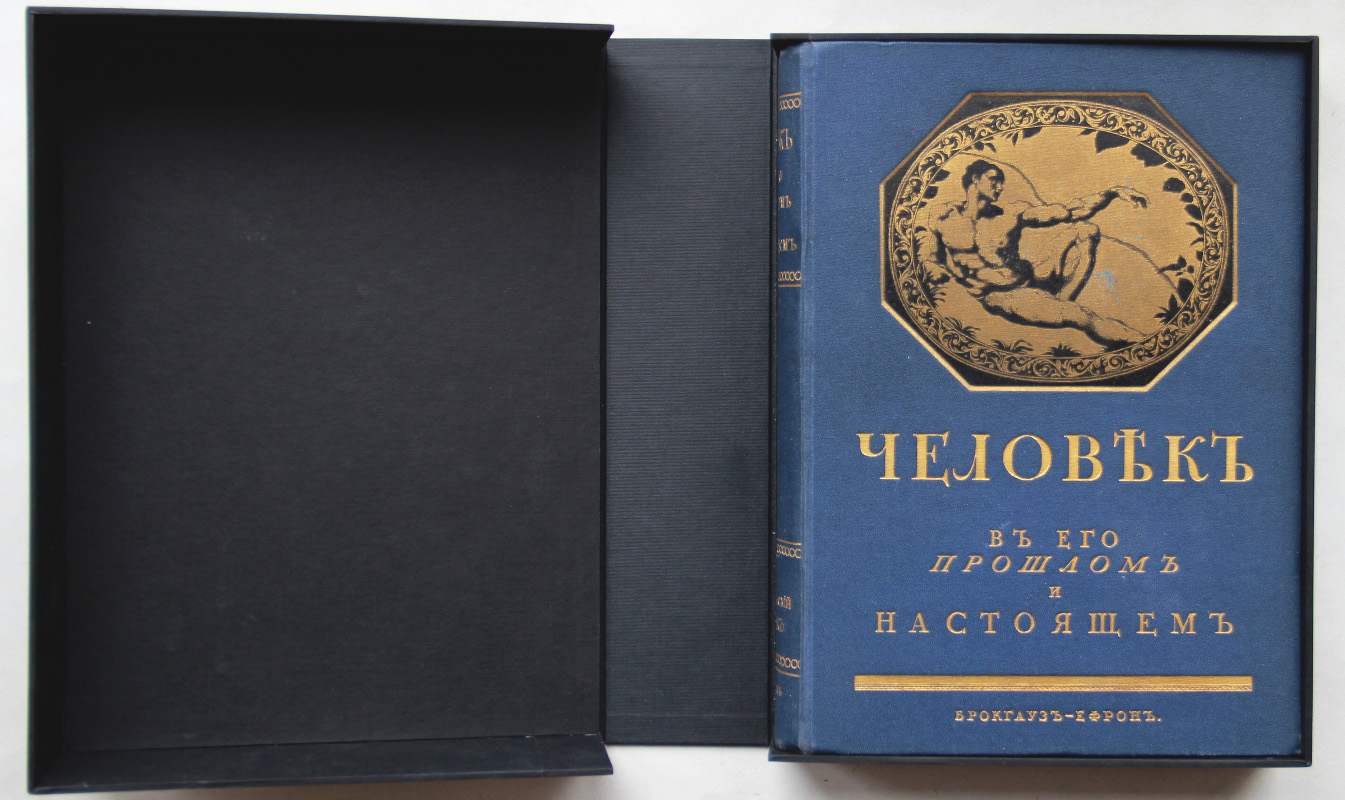 ЧЕЛОВѢКЪ
ВЪ ЕГО
ПРОШЛОМЪ
И
НАСТОЯЩЕМЪ
БРОКГАУЗЪ-ЕФРОНЪ.